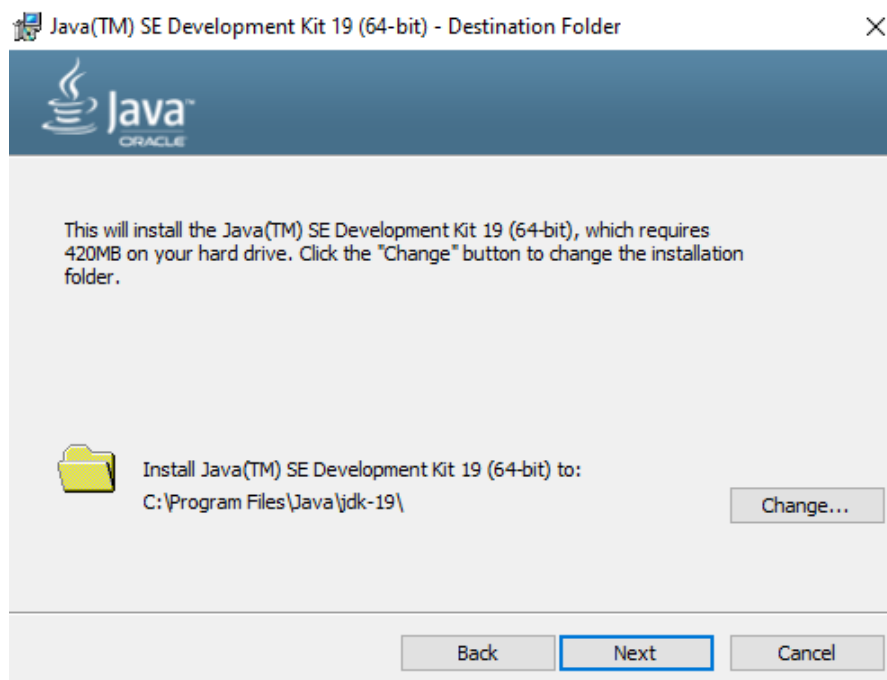 Java(TM) SE Development Kit 19 (64-bit) - Destination Folder
Java™
ORACLE
This will install the Java(TM) SE Development Kit 19 (64-bit), which requires
420MB on your hard drive. Click the "Change" button to change the installation
folder.
Install Java(TM) SE Development Kit 19 (64-bit) to:
C:\Program Files\Java\jdk-19\
Change...
Back
Next
Cancel